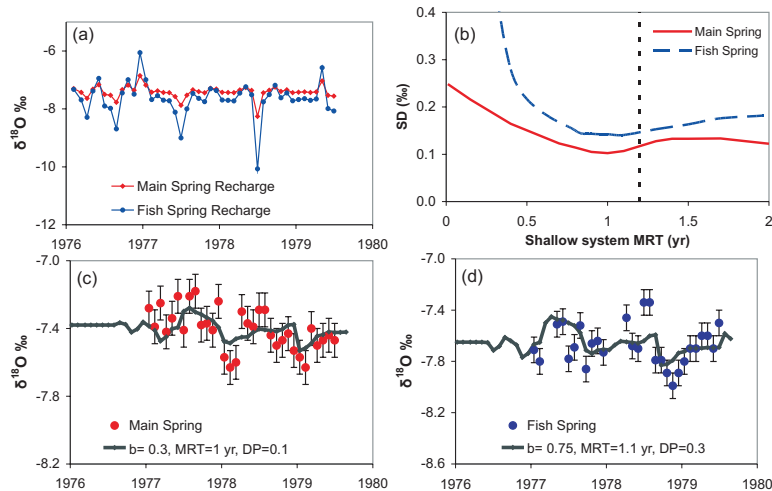 (a)
δ18O ‰
-6
-8
-10
-12
1976 1977 1978 1979 1980
Main Spring Recharge
Fish Spring Recharge
(b)
SD (‰)
0.4
0.3
0.2
0.1
0.0
0 0.5 1 1.5 2
Shallow system MRT (yr)
Main Spring
Fish Spring
(c)
δ18O ‰
-7.0
-7.4
-7.8
-8.2
1976 1977 1978 1979 1980
Main Spring
b= 0.3, MRT=1 yr, DP=0.1
(d)
δ18O ‰
-7.0
-7.4
-7.8
-8.2
-8.6
1976 1977 1978 1979 1980
Fish Spring
b= 0.75, MRT=1.1 yr, DP=0.3